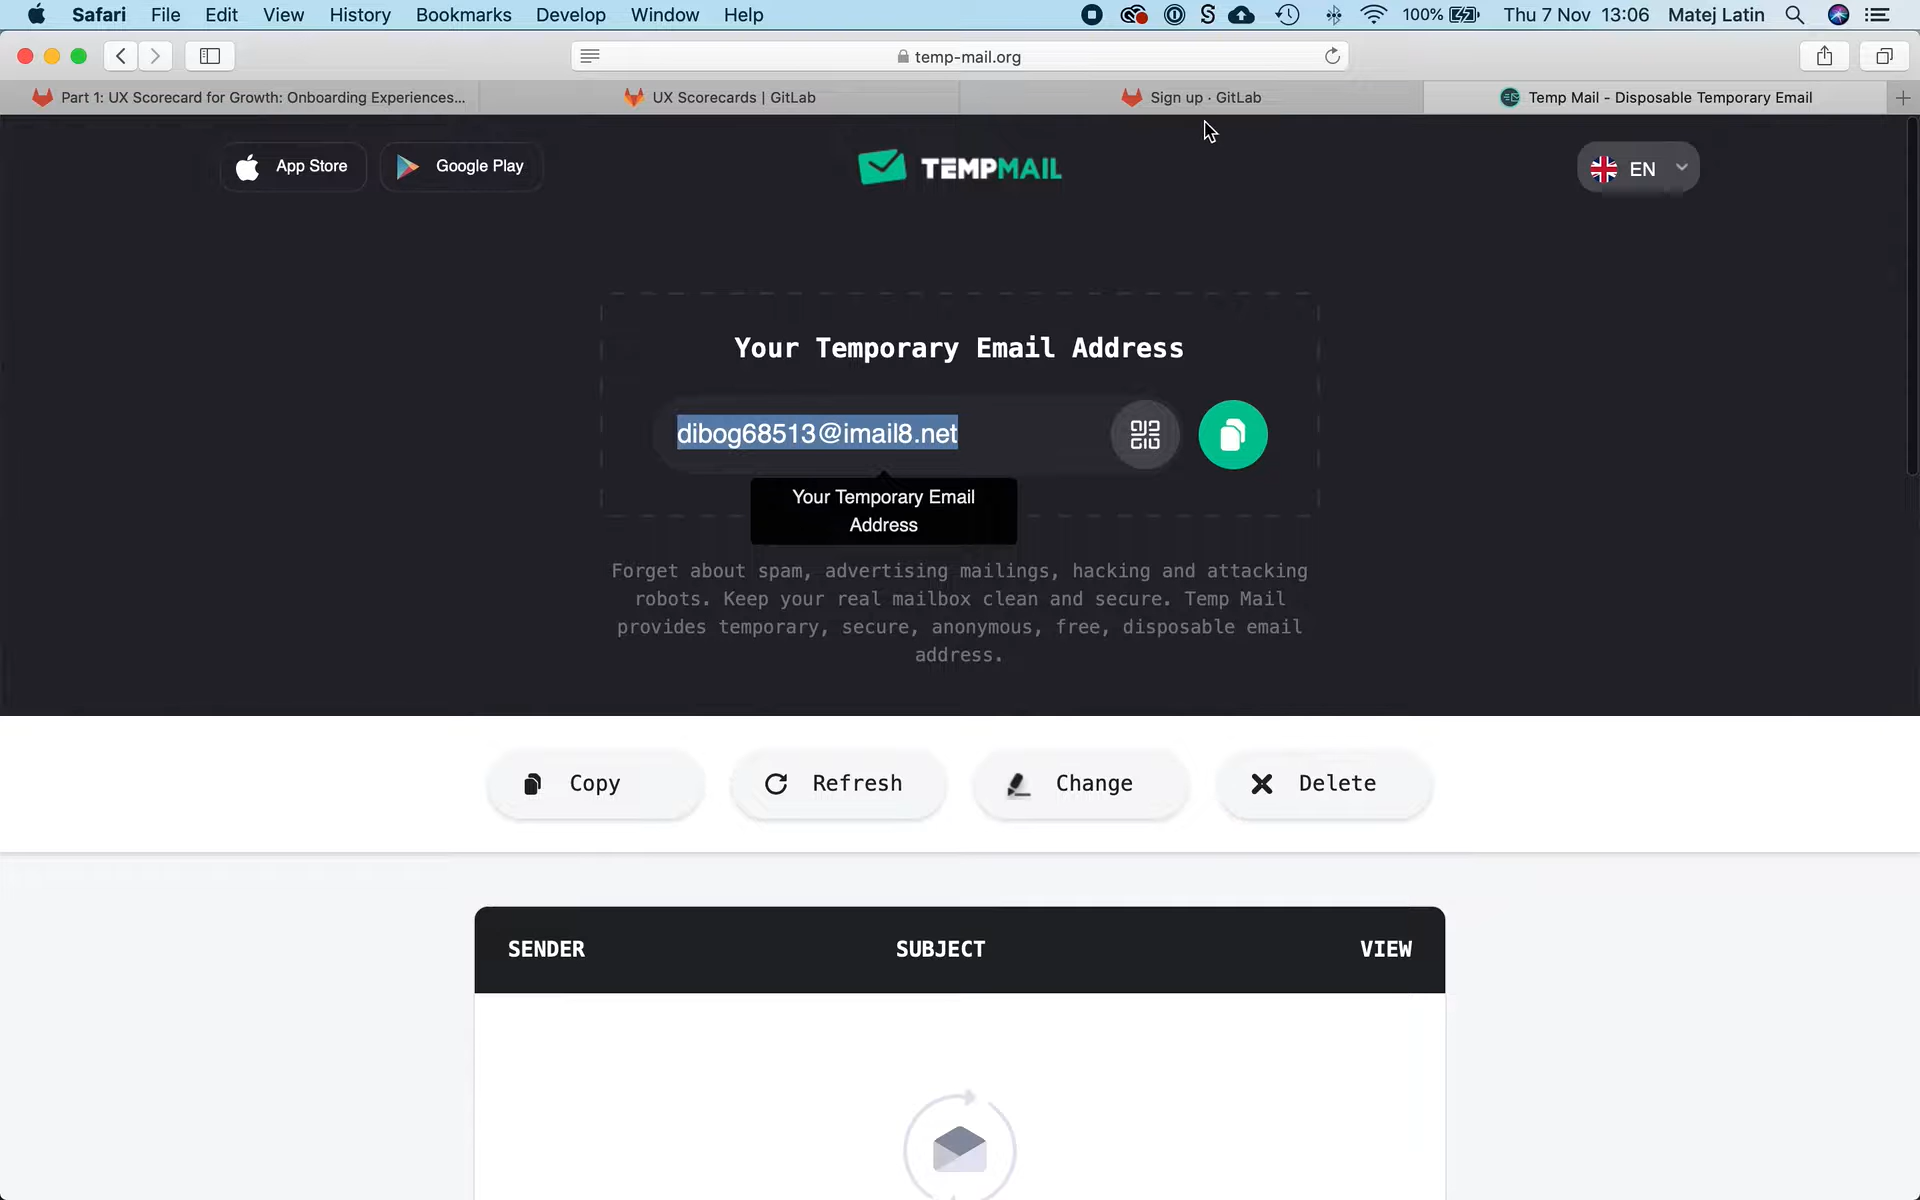 Safari File Edit View History Bookmarks Develop Window Help 100% Thu 7 Nov 13:06 Matej Latin
temp-mail.org
Part 1: UX Scorecard for Growth: Onboarding Experiences... UX Scorecards | GitLab Sign up · GitLab Temp Mail - Disposable Temporary Email
App Store Google Play TEMPMAIL EN
Your Temporary Email Address
dibog68513@imail8.net
Your Temporary Email
Address
Forget about spam, advertising mailings, hacking and attacking
robots. Keep your real mailbox clean and secure. Temp Mail
provides temporary, secure, anonymous, free, disposable email
address.
Copy Refresh Change Delete
SENDER SUBJECT VIEW